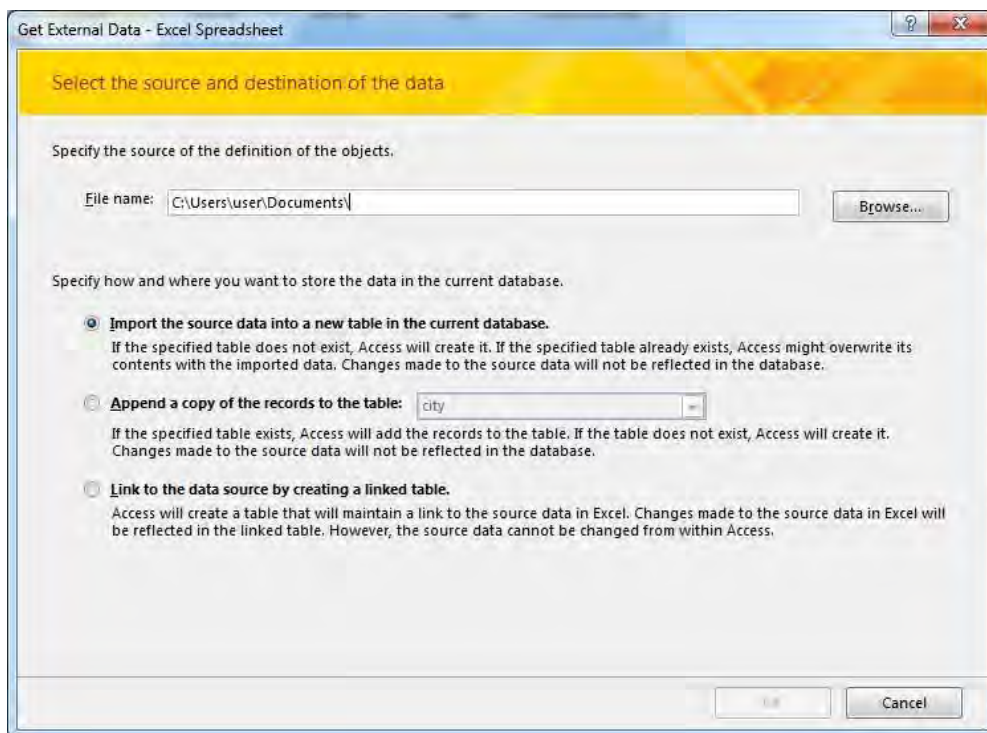 Get External Data - Excel Spreadsheet
?
Select the source and destination of the data
Specify the source of the definition of the objects.
File name: C:\Users\user\Documents\ Browse...
Specify how and where you want to store the data in the current database.
Import the source data into a new table in the current database.
If the specified table does not exist, Access will create it. If the specified table already exists, Access might overwrite its
contents with the imported data. Changes made to the source data will not be reflected in the database.
Append a copy of the records to the table: city
If the specified table exists, Access will add the records to the table. If the table does not exist, Access will create it.
Changes made to the source data will not be reflected in the database.
Link to the data source by creating a linked table.
Access will create a table that will maintain a link to the source data in Excel. Changes made to the source data in Excel will
be reflected in the linked table. However, the source data cannot be changed from within Access.
Cancel